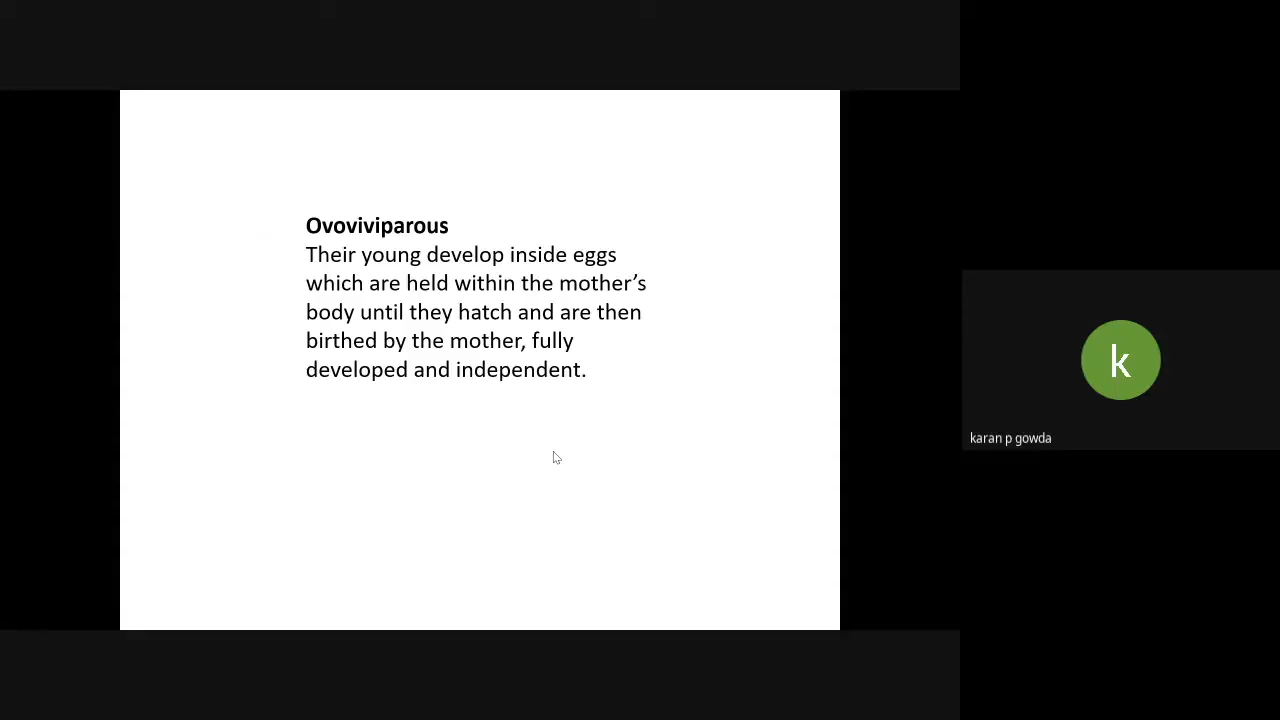 Ovoviviparous
Their young develop inside eggs
which are held within the mother’s
body until they hatch and are then
birthed by the mother, fully
developed and independent.
k
karan p gowda